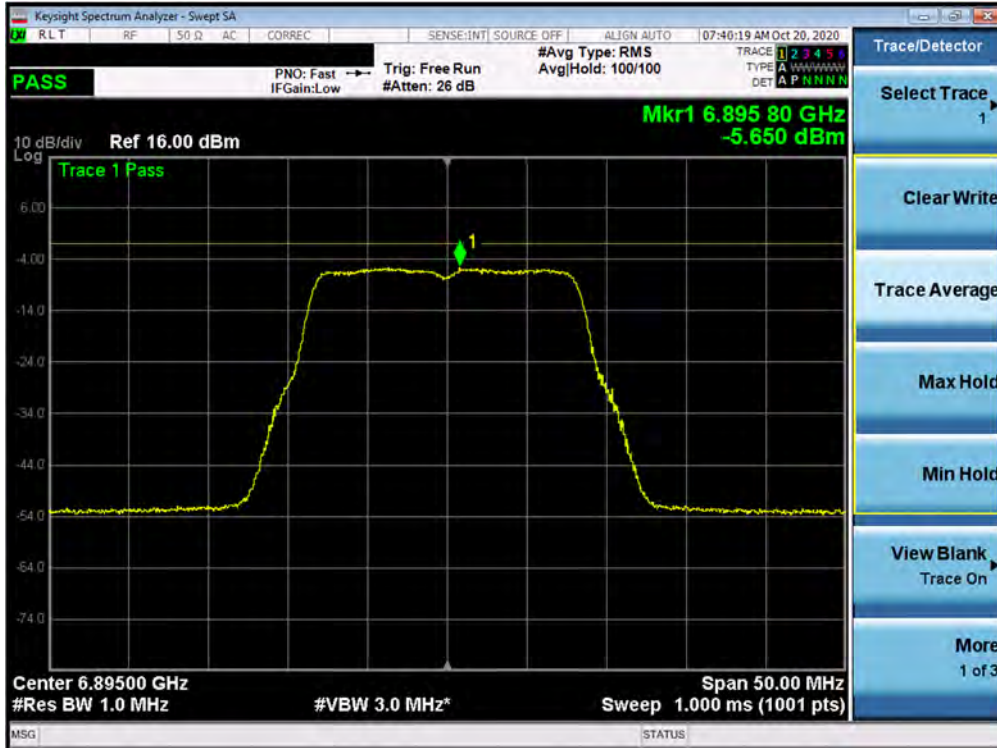 Keysight Spectrum Analyzer - Swept SA
LXI RLT RF 50 Ω AC CORREC SENSE:INT SOURCE OFF ALIGN AUTO 07:40:19 AM Oct 20, 2020
PASS
PNO: Fast
IFGain:Low
Trig: Free Run
#Atten: 26 dB
#Avg Type: RMS
Avg|Hold: 100/100
TRACE 1 2 3 4 5 6
TYPE A WWWWW
DET A P N N N N
Mkr1 6.895 80 GHz
-5.650 dBm
10 dB/div Ref 16.00 dBm
Log
Trace 1 Pass
6.00
1
-4.00
-14.0
-24.0
-34.0
-44.0
-54.0
-64.0
-74.0
Center 6.89500 GHz Span 50.00 MHz
#Res BW 1.0 MHz #VBW 3.0 MHz* Sweep 1.000 ms (1001 pts)
MSG STATUS
Trace/Detector
Select Trace
1
Clear Write
Trace Average
Max Hold
Min Hold
View Blank
Trace On
More
1 of 3